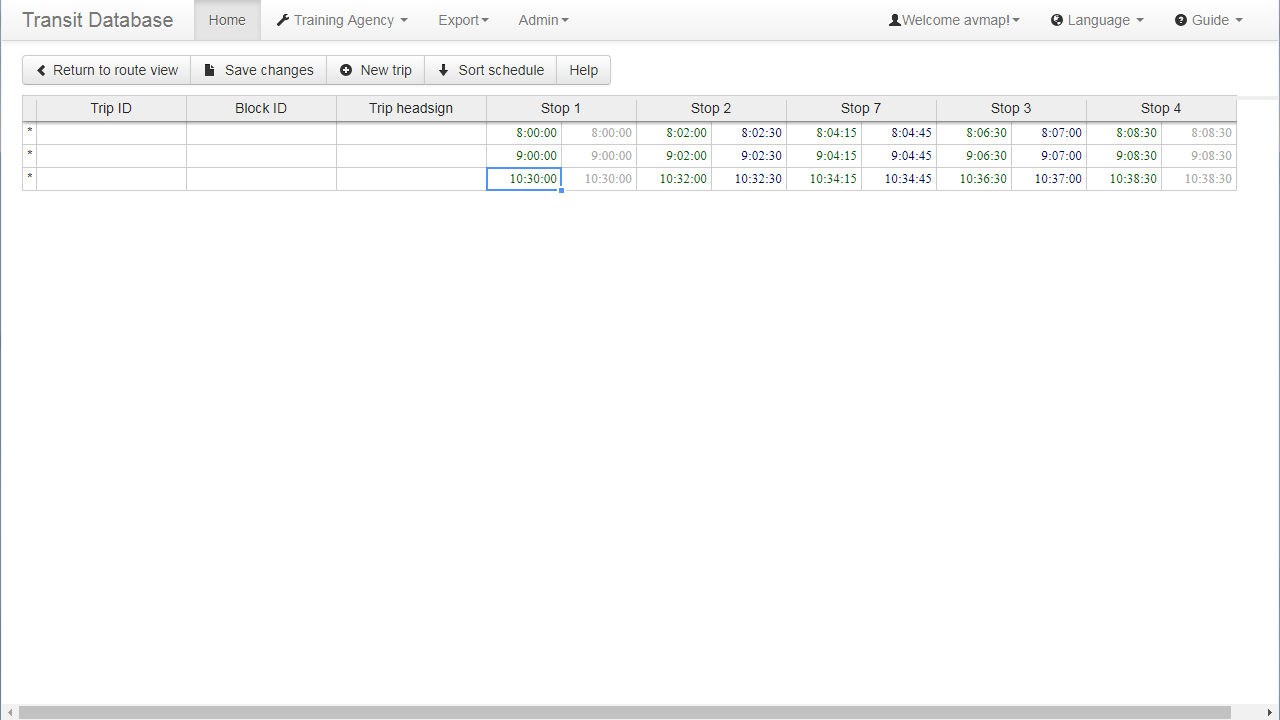 Transit Database Home Training Agency Export Admin Welcome avmap! Language Guide
Return to route view Save changes New trip Sort schedule Help
Trip ID Block ID Trip headsign Stop 1 Stop 2 Stop 7 Stop 3 Stop 4
* 8:00:00 8:00:00 8:02:00 8:02:30 8:04:15 8:04:45 8:06:30 8:07:00 8:08:30 8:08:30
* 9:00:00 9:00:00 9:02:00 9:02:30 9:04:15 9:04:45 9:06:30 9:07:00 9:08:30 9:08:30
* 10:30:00 10:30:00 10:32:00 10:32:30 10:34:15 10:34:45 10:36:30 10:37:00 10:38:30 10:38:30